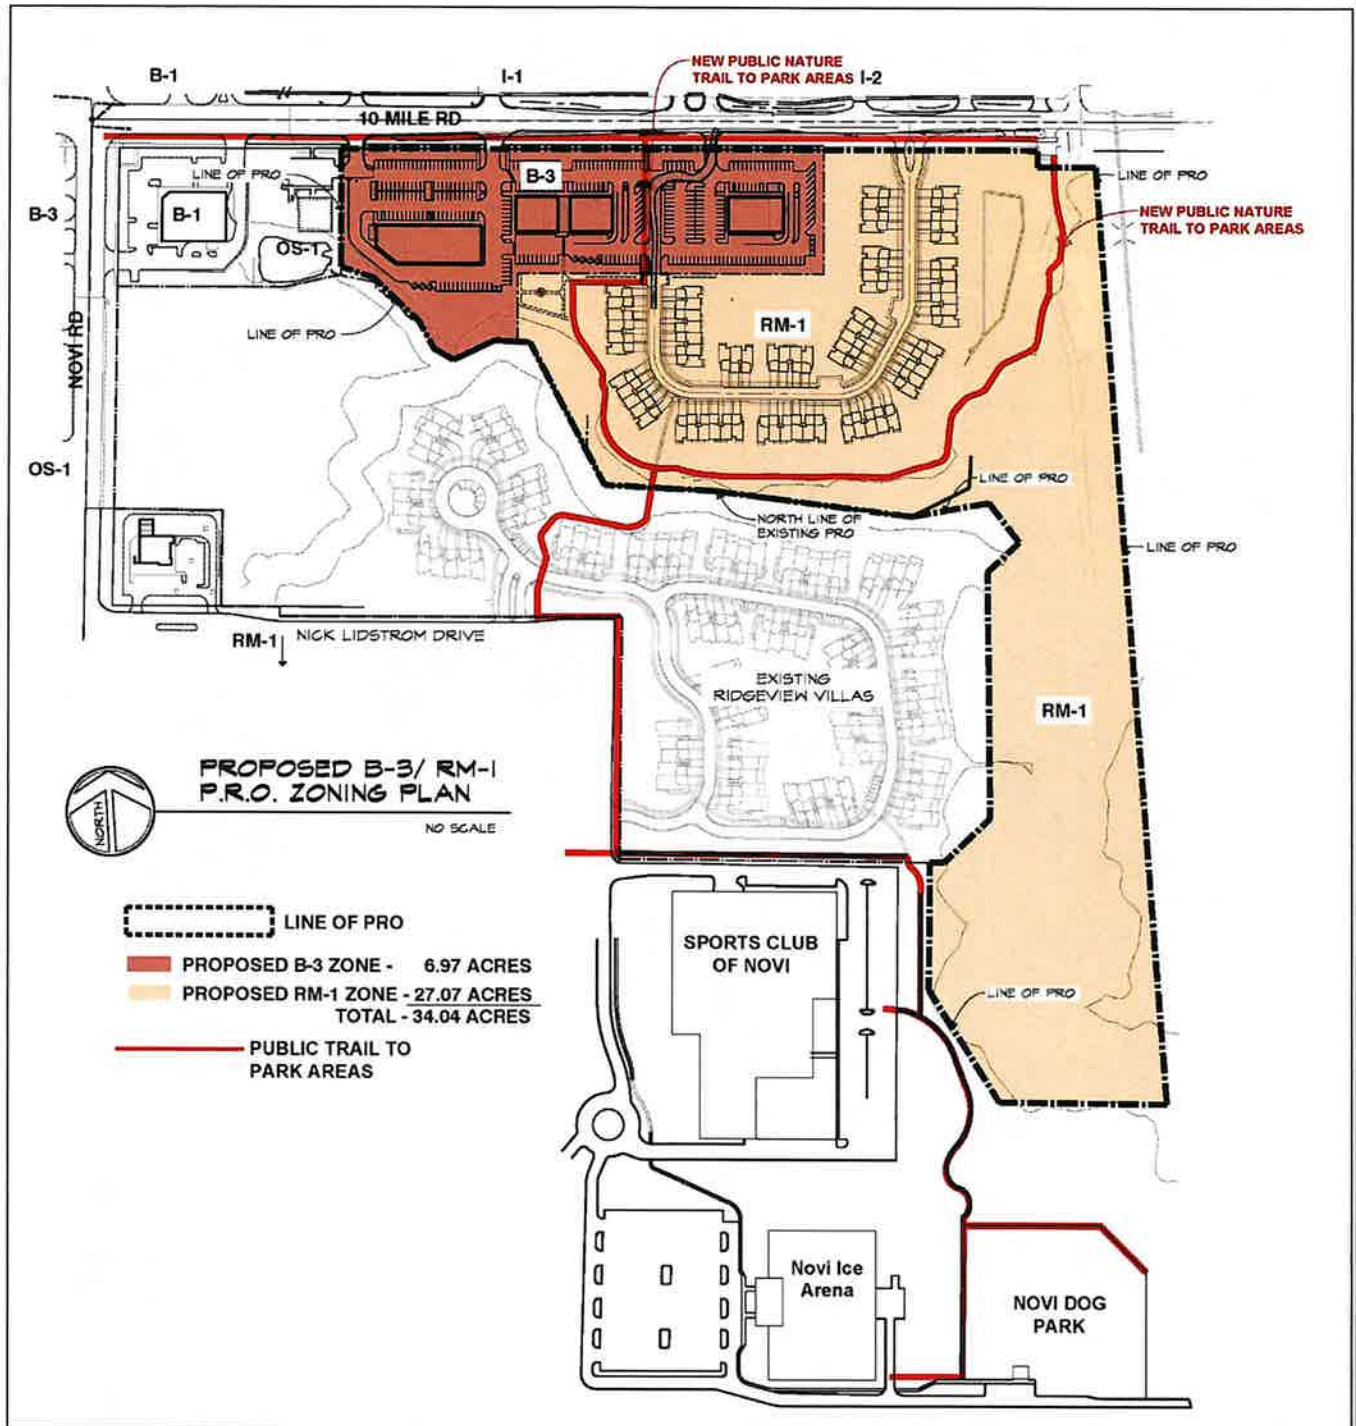 B-1
I-1
NEW PUBLIC NATURE
TRAIL TO PARK AREAS
I-2
10 MILE RD
LINE OF PRO
B-3
LINE OF PRO
B-3
B-1
NEW PUBLIC NATURE
TRAIL TO PARK AREAS
OS-1
NOVI RD
LINE OF PRO
RM-1
OS-1
LINE OF PRO
NORTH LINE OF
EXISTING PRO
LINE OF PRO
RM-1
NICK LIDSTROM DRIVE
EXISTING
RIDGEVIEW VILLAS
RM-1
NORTH
PROPOSED B-3/ RM-1
P.R.O. ZONING PLAN
NO SCALE
LINE OF PRO
PROPOSED B-3 ZONE - 6.97 ACRES
PROPOSED RM-1 ZONE - 27.07 ACRES
TOTAL - 34.04 ACRES
PUBLIC TRAIL TO
PARK AREAS
SPORTS CLUB
OF NOVI
LINE OF PRO
Novi Ice
Arena
NOVI DOG
PARK